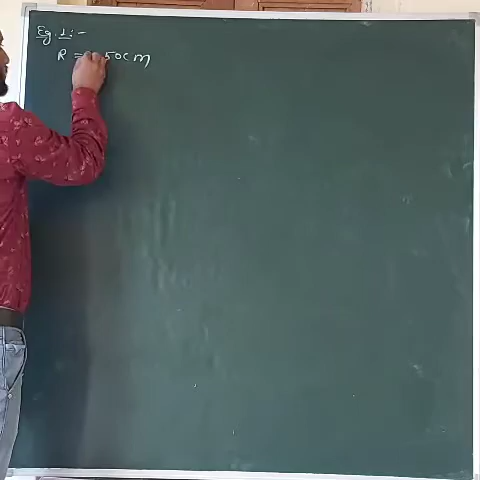 Eg. 1:-
R = 50cm